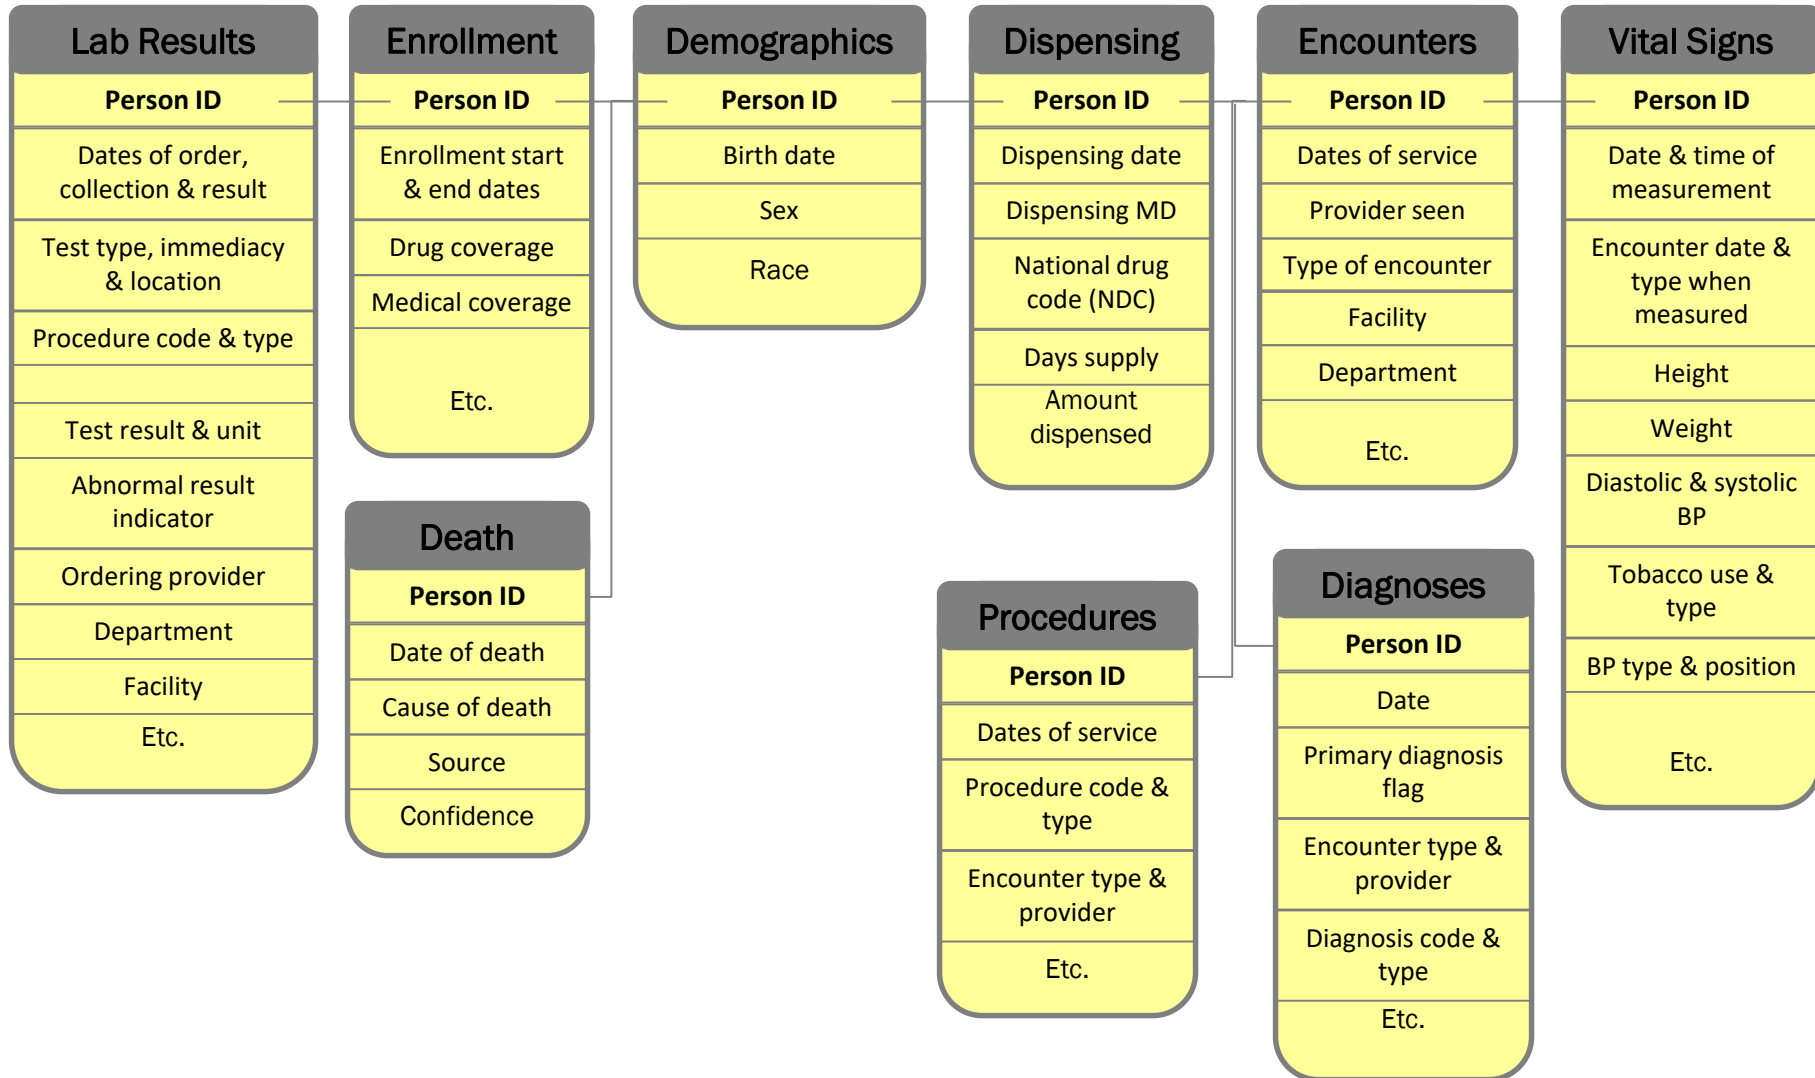 Lab Results
Person ID
Dates of order,
collection & result
Test type, immediacy
& location
Procedure code & type
Test result & unit
Abnormal result
indicator
Ordering provider
Department
Facility
Etc.
Enrollment
Person ID
Enrollment start
& end dates
Drug coverage
Medical coverage
Etc.
Death
Person ID
Date of death
Cause of death
Source
Confidence
Demographics
Person ID
Birth date
Sex
Race
Dispensing
Person ID
Dispensing date
Dispensing MD
National drug
code (NDC)
Days supply
Amount
dispensed
Procedures
Person ID
Dates of service
Procedure code &
type
Encounter type &
provider
Etc.
Encounters
Person ID
Dates of service
Provider seen
Type of encounter
Facility
Department
Etc.
Diagnoses
Person ID
Date
Primary diagnosis
flag
Encounter type &
provider
Diagnosis code &
type
Etc.
Vital Signs
Person ID
Date & time of
measurement
Encounter date &
type when
measured
Height
Weight
Diastolic & systolic
BP
Tobacco use &
type
BP type & position
Etc.